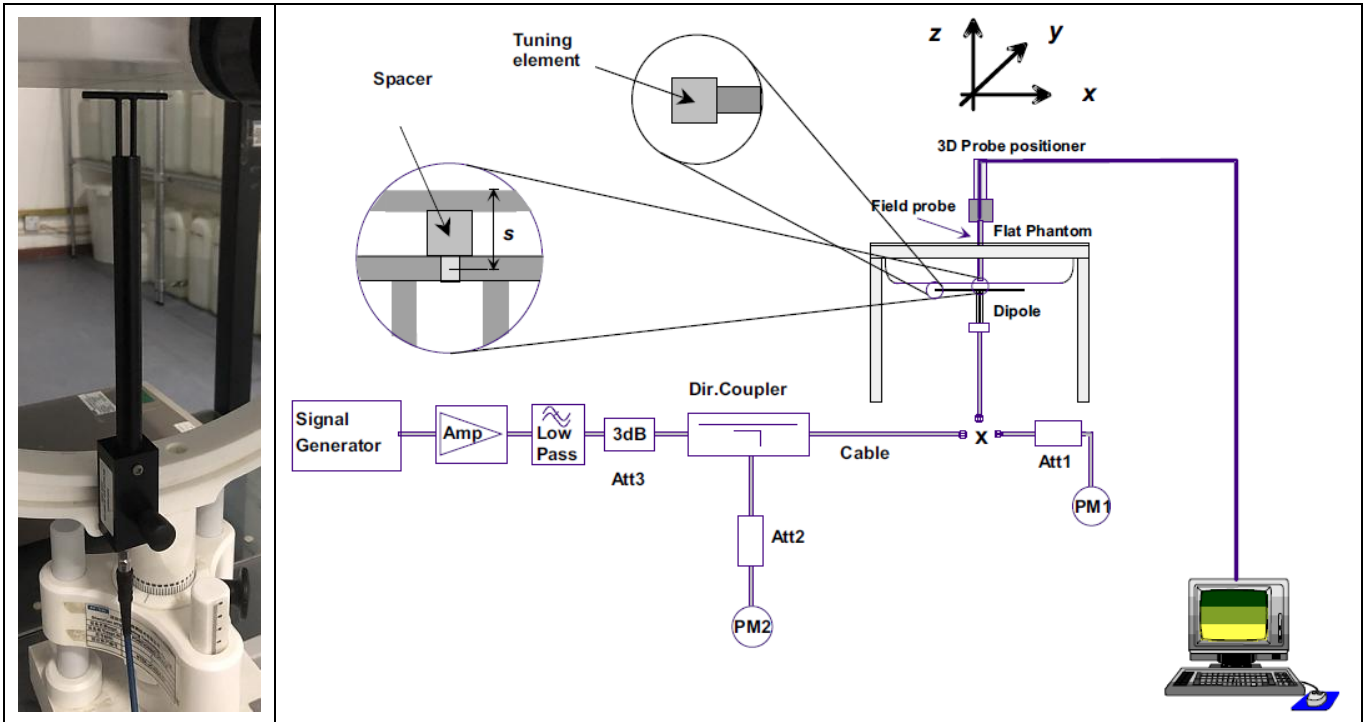 Tuning
element
Spacer
s
z
y
x
3D Probe positioner
Field probe
Flat Phantom
Dipole
Dir.Coupler
Signal
Generator
Amp
Low
Pass
3dB
Att3
Cable
x
Att1
PM1
Att2
PM2